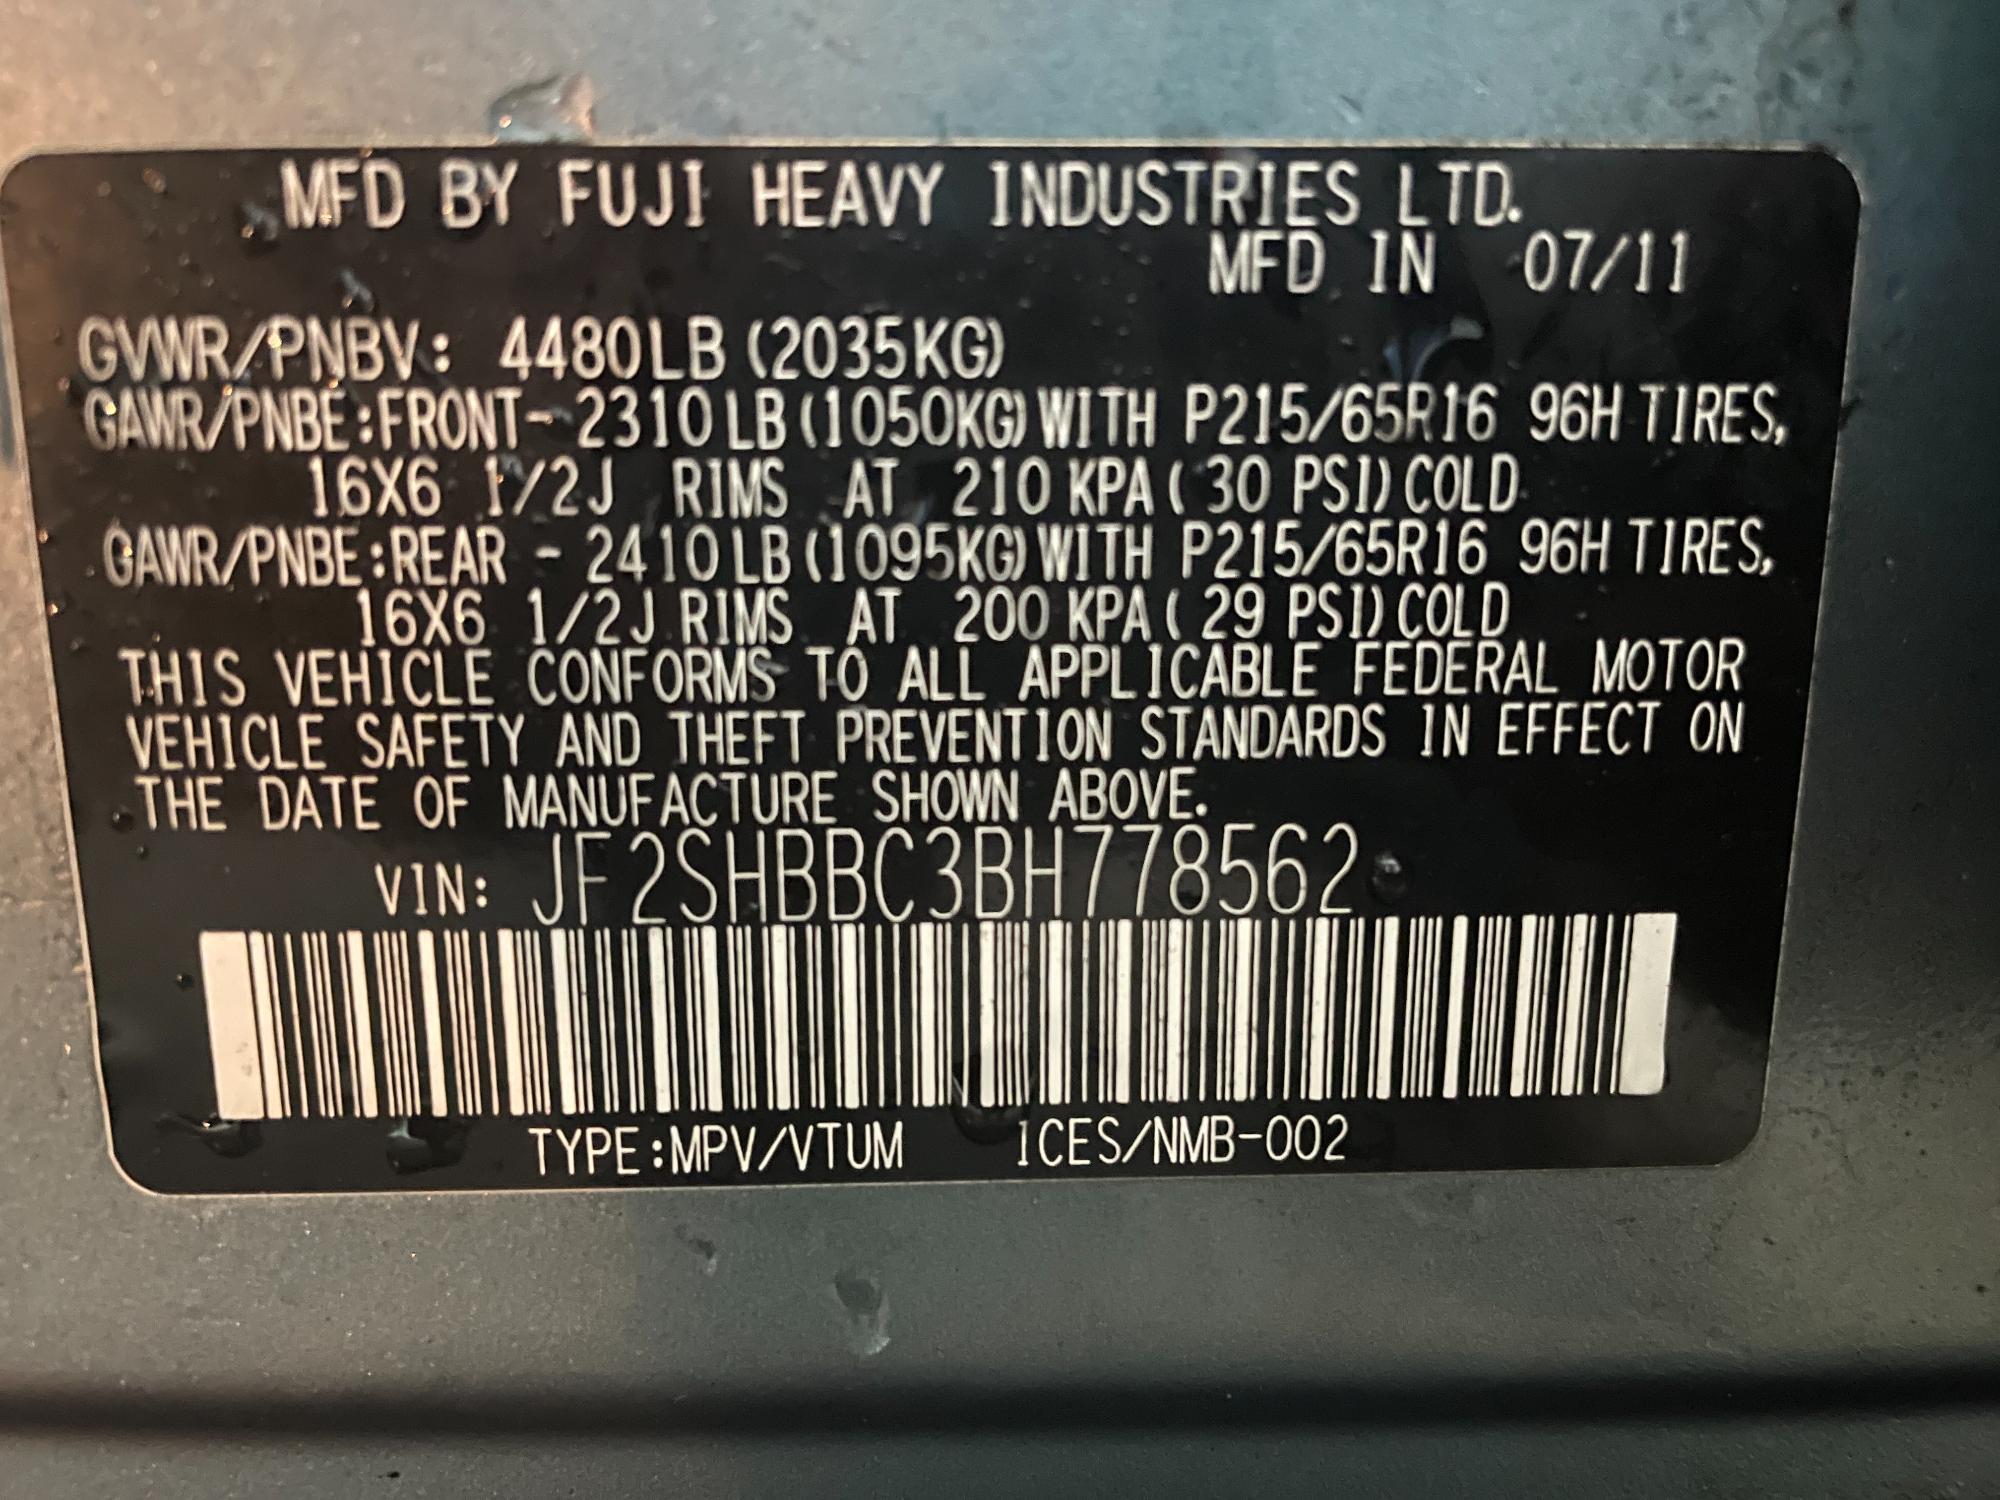 MFD BY FUJI HEAVY INDUSTRIES LTD.
MFD IN 07/11
GVWR/PNBV: 4480LB (2035KG)
GAWR/PNBE:FRONT- 2310LB(1050KG)WITH P215/65R16 96H TIRES,
16X6 1/2J RIMS AT 210 KPA( 30 PSI)COLD
GAWR/PNBE:REAR - 2410LB(1095KG)WITH P215/65R16 96H TIRES,
16X6 1/2J RIMS AT 200 KPA( 29 PSI)COLD
THIS VEHICLE CONFORMS TO ALL APPLICABLE FEDERAL MOTOR
VEHICLE SAFETY AND THEFT PREVENTION STANDARDS IN EFFECT ON
THE DATE OF MANUFACTURE SHOWN ABOVE.
VIN: JF2SHBBC3BH778562
TYPE:MPV/VTUM ICES/NMB-002